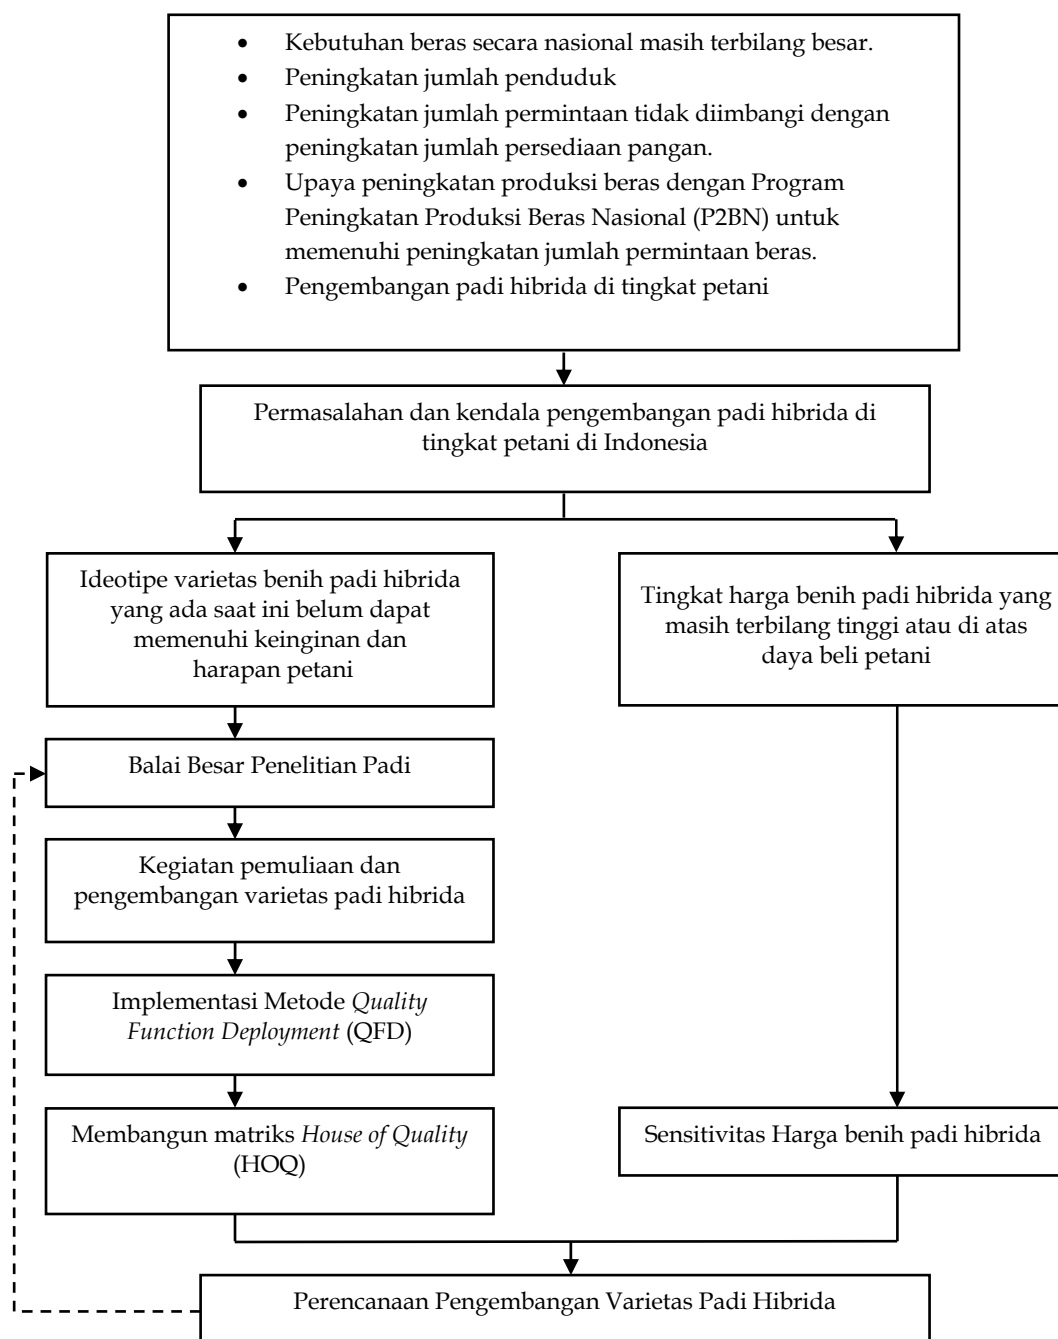 • Kebutuhan beras secara nasional masih terbilang besar.
• Peningkatan jumlah penduduk
• Peningkatan jumlah permintaan tidak diimbangi dengan
peningkatan jumlah persediaan pangan.
• Upaya peningkatan produksi beras dengan Program
Peningkatan Produksi Beras Nasional (P2BN) untuk
memenuhi peningkatan jumlah permintaan beras.
• Pengembangan padi hibrida di tingkat petani
Permasalahan dan kendala pengembangan padi hibrida di
tingkat petani di Indonesia
Ideotipe varietas benih padi hibrida
yang ada saat ini belum dapat
memenuhi keinginan dan
harapan petani
Tingkat harga benih padi hibrida yang
masih terbilang tinggi atau di atas
daya beli petani
Balai Besar Penelitian Padi
Kegiatan pemuliaan dan
pengembangan varietas padi hibrida
Implementasi Metode Quality
Function Deployment (QFD)
Membangun matriks House of Quality
(HOQ)
Sensitivitas Harga benih padi hibrida
Perencanaan Pengembangan Varietas Padi Hibrida